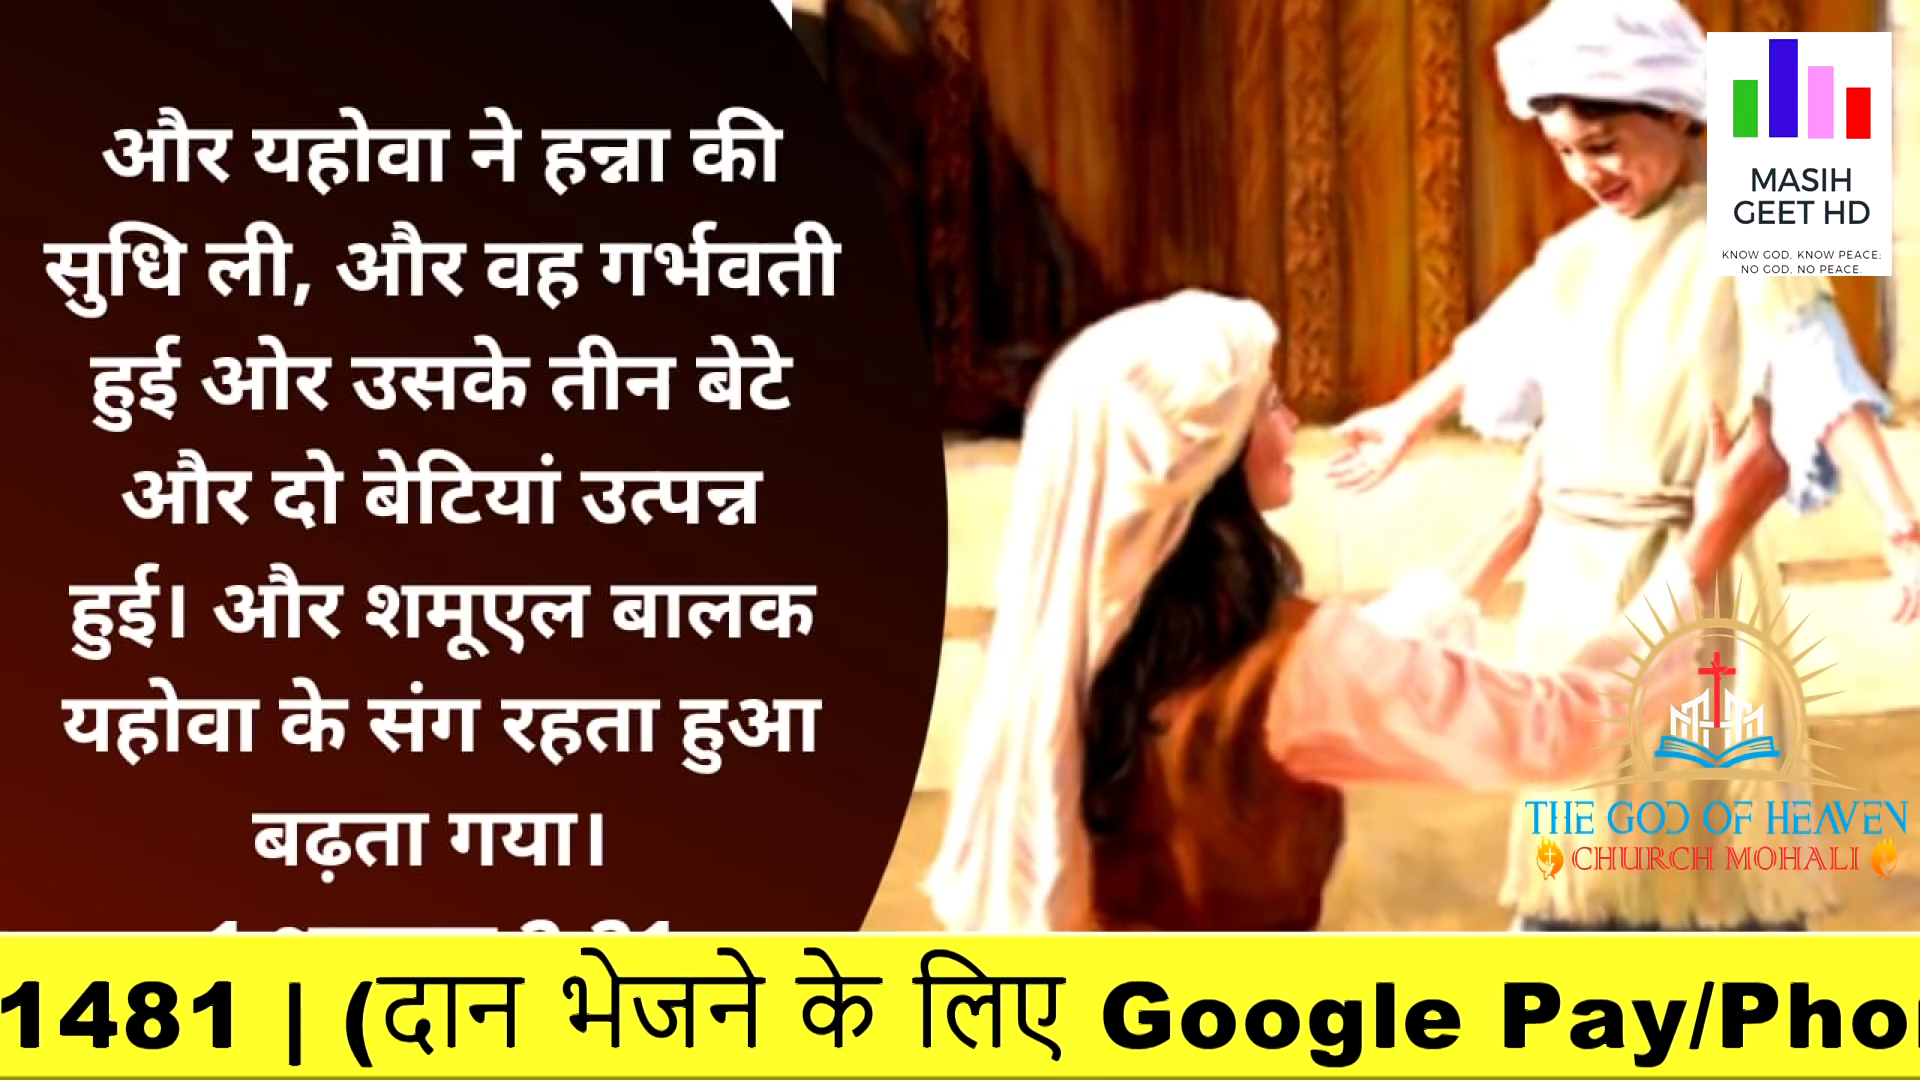 और यहोवा ने हन्ना की
सुधि ली, और वह गर्भवती
हुई ओर उसके तीन बेटे
और दो बेटियां उत्पन्न
हुई। और शमूएल बालक
यहोवा के संग रहता हुआ
बढ़ता गया।
MASIH
GEET HD
KNOW GOD, KNOW PEACE;
NO GOD, NO PEACE.
THE GOD OF HEAVEN
CHURCH MOHALI
1481 | (दान भेजने के लिए Google Pay/Pho